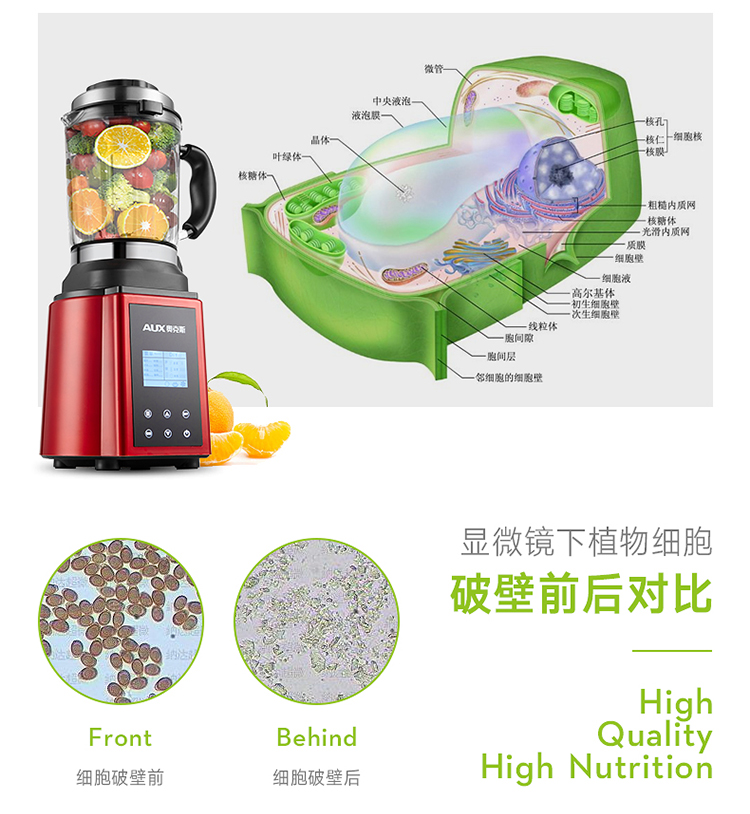 微管
中央液泡
液泡膜
晶体
叶绿体
核糖体
核孔
核仁
核膜
细胞核
粗糙内质网
核糖体
光滑内质网
质膜
细胞壁
细胞液
高尔基体
初生细胞壁
次生细胞壁
线粒体
胞间隙
胞间层
邻细胞的细胞壁
AUX奥克斯
显微镜下植物细胞
破壁前后对比
Front
细胞破壁前
Behind
细胞破壁后
High
Quality
High Nutrition